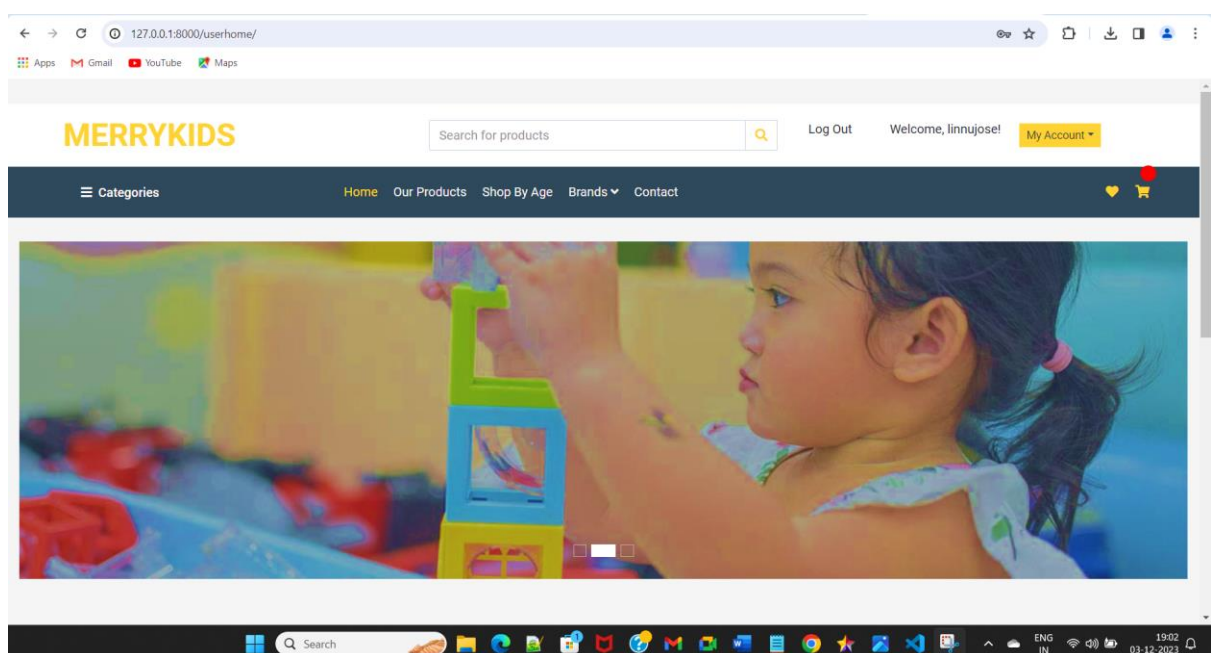 127.0.0.1:8000/userhome/
Apps Gmail YouTube Maps
MERRYKIDS Search for products Log Out Welcome, linnujose! My Account
Categories Home Our Products Shop By Age Brands Contact
Search ENG 19:02
IN 03-12-2023